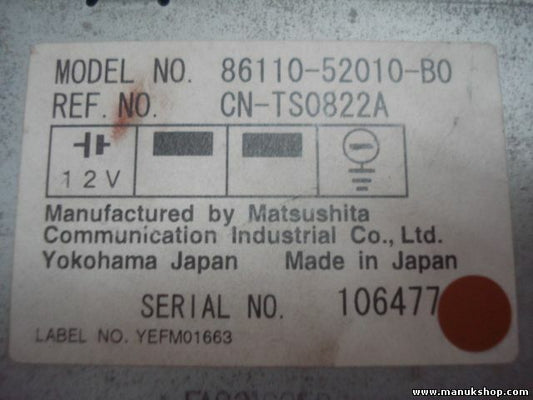 MODEL NO. 86110-52010-B0
REF. NO. CN-TS0822A
12V
Manufactured by Matsushita
Communication Industrial Co., Ltd.
Yokohama Japan Made in Japan
SERIAL NO. 106477
LABEL NO. YEFM01663
www.manukshop.com